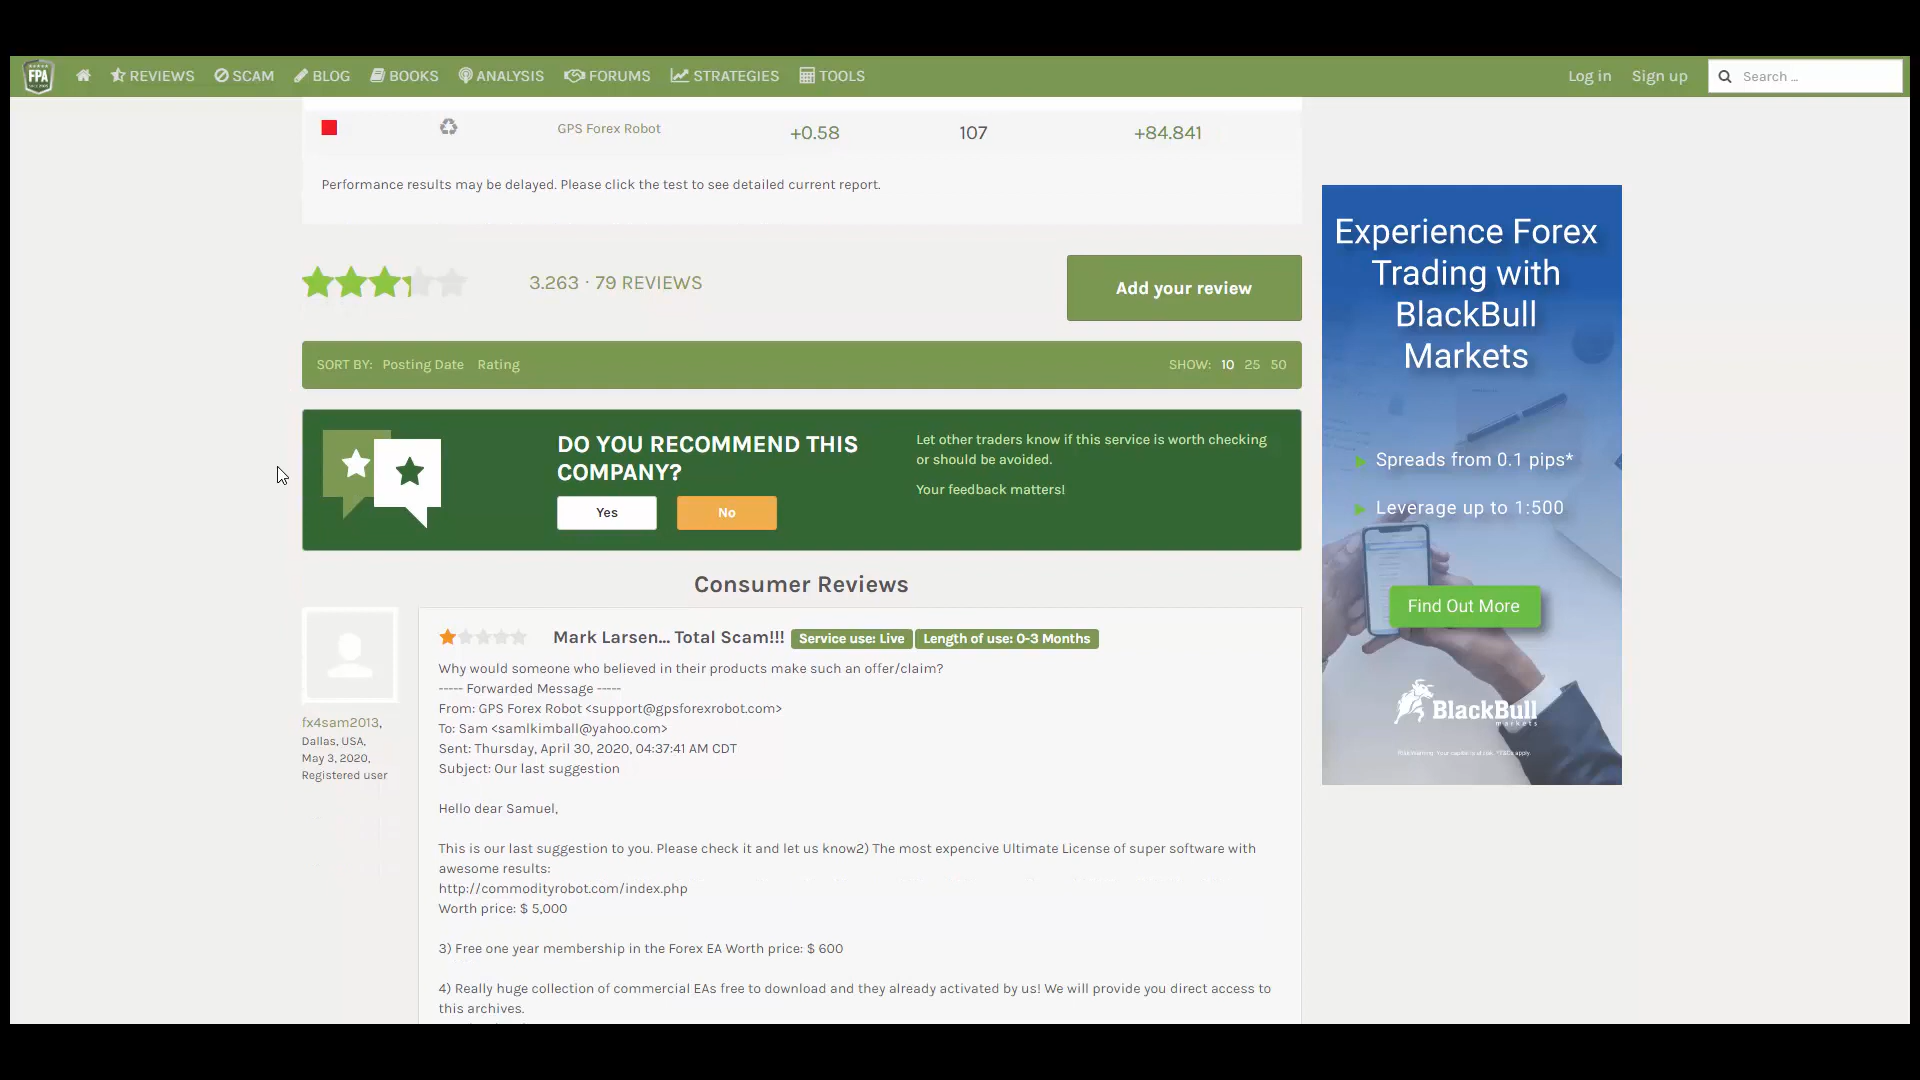 FPA
REVIEWS SCAM BLOG BOOKS ANALYSIS FORUMS STRATEGIES TOOLS Log in Sign up Search ...
GPS Forex Robot +0.58 107 +84.841
Performance results may be delayed. Please click the test to see detailed current report.
3.263 · 79 REVIEWS
Add your review
SORT BY: Posting Date Rating SHOW: 10 25 50
DO YOU RECOMMEND THIS
COMPANY?
Yes No
Let other traders know if this service is worth checking
or should be avoided.
Your feedback matters!
Consumer Reviews
fx4sam2013,
Dallas, USA,
May 3, 2020,
Registered user
Mark Larsen... Total Scam!!! Service use: Live Length of use: 0-3 Months
Why would someone who believed in their products make such an offer/claim?
----- Forwarded Message -----
From: GPS Forex Robot <support@gpsforexrobot.com>
To: Sam <samlkimball@yahoo.com>
Sent: Thursday, April 30, 2020, 04:37:41 AM CDT
Subject: Our last suggestion
Hello dear Samuel,
This is our last suggestion to you. Please check it and let us know2) The most expencive Ultimate License of super software with
awesome results:
http://commodityrobot.com/index.php
Worth price: $ 5,000
3) Free one year membership in the Forex EA Worth price: $ 600
4) Really huge collection of commercial EAs free to download and they already activated by us! We will provide you direct access to
this archives.
Experience Forex
Trading with
BlackBull
Markets
Spreads from 0.1 pips*
Leverage up to 1:500
Find Out More
BlackBull
markets